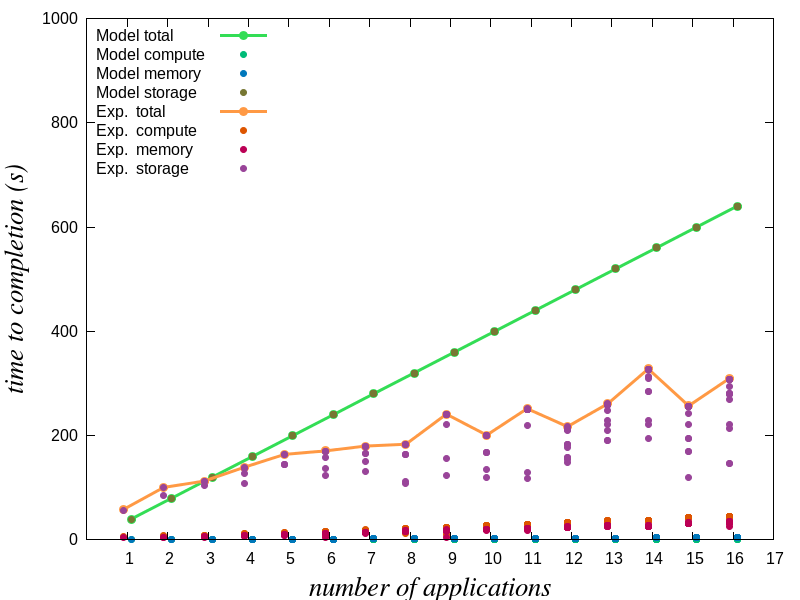 1000
800
600
400
200
0
time to completion (s)
Model total
Model compute
Model memory
Model storage
Exp. total
Exp. compute
Exp. memory
Exp. storage
1 2 3 4 5 6 7 8 9 10 11 12 13 14 15 16 17
number of applications